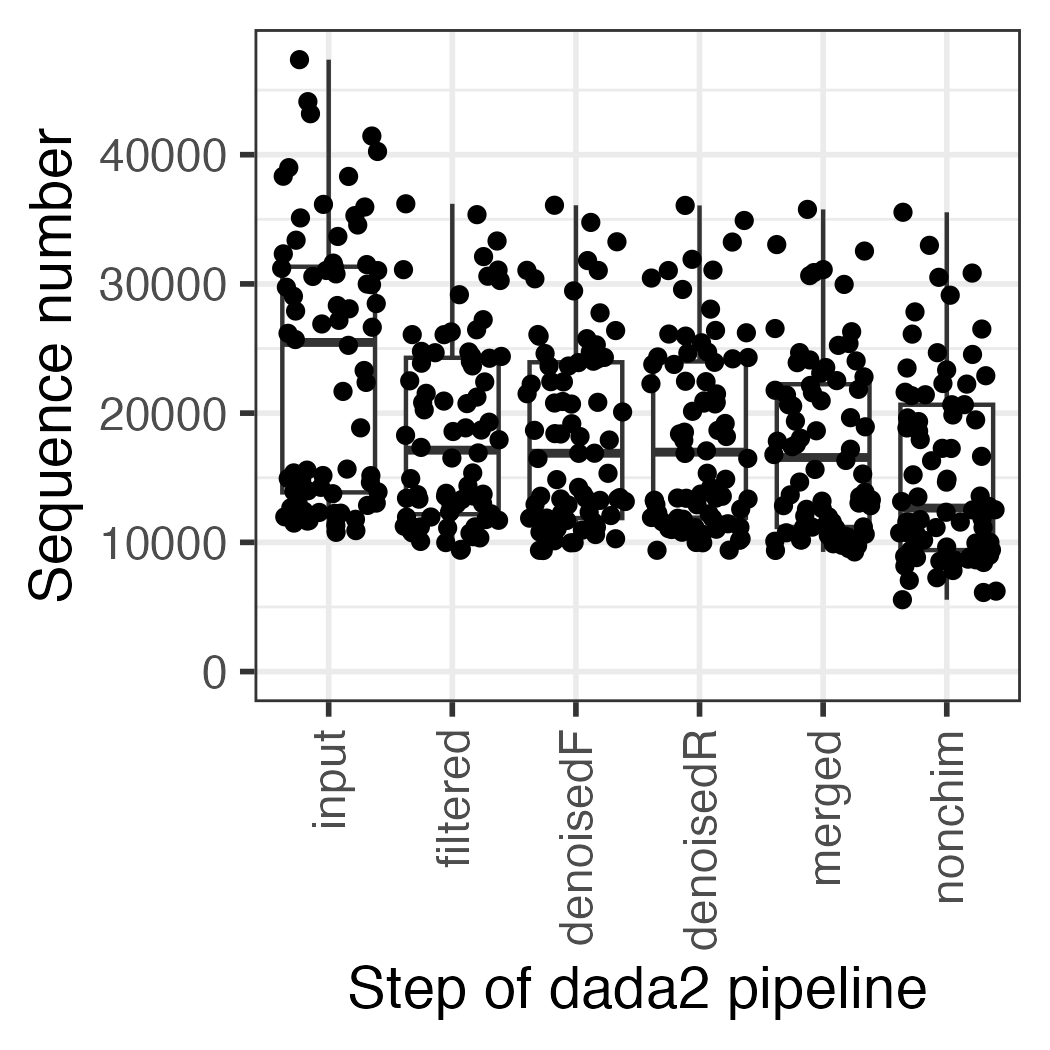 Sequence number
40000
30000
20000
10000
0
input
filtered
denoisedF
denoisedR
merged
nonchim
Step of dada2 pipeline